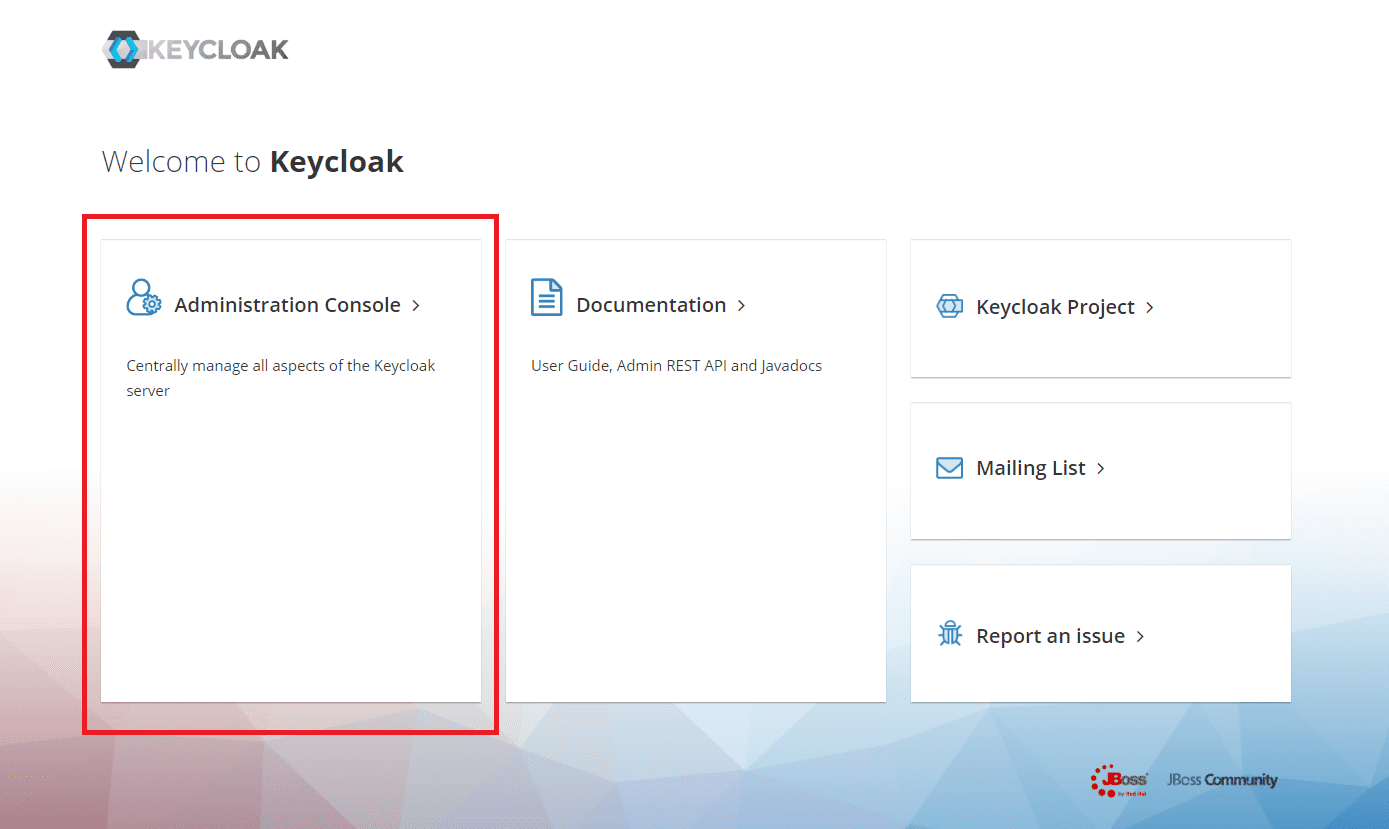 KEYCLOAK
Welcome to Keycloak
Administration Console
Centrally manage all aspects of the Keycloak
server
Documentation
User Guide, Admin REST API and Javadocs
Keycloak Project
Mailing List
Report an issue
JBoss
by Red Hat
JBoss Community